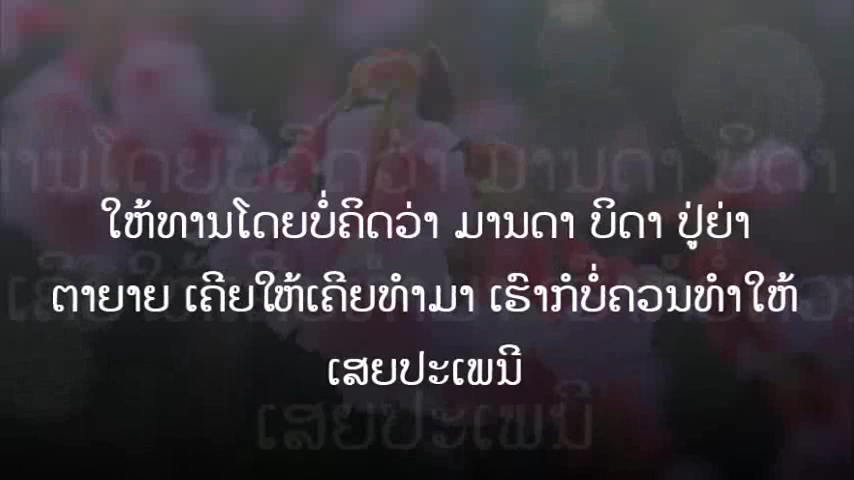 ໃຫ້ທານໂດຍບໍ່ຄິດວ່າ ມານດາ ບິດາ ປູ່ຍ່າ
ຕາຍາຍ ເຄີຍໃຫ້ເຄີຍທຳມາ ເຮົາກໍບໍ່ຄວນທຳໃຫ້
ເສຍປະເພນີ